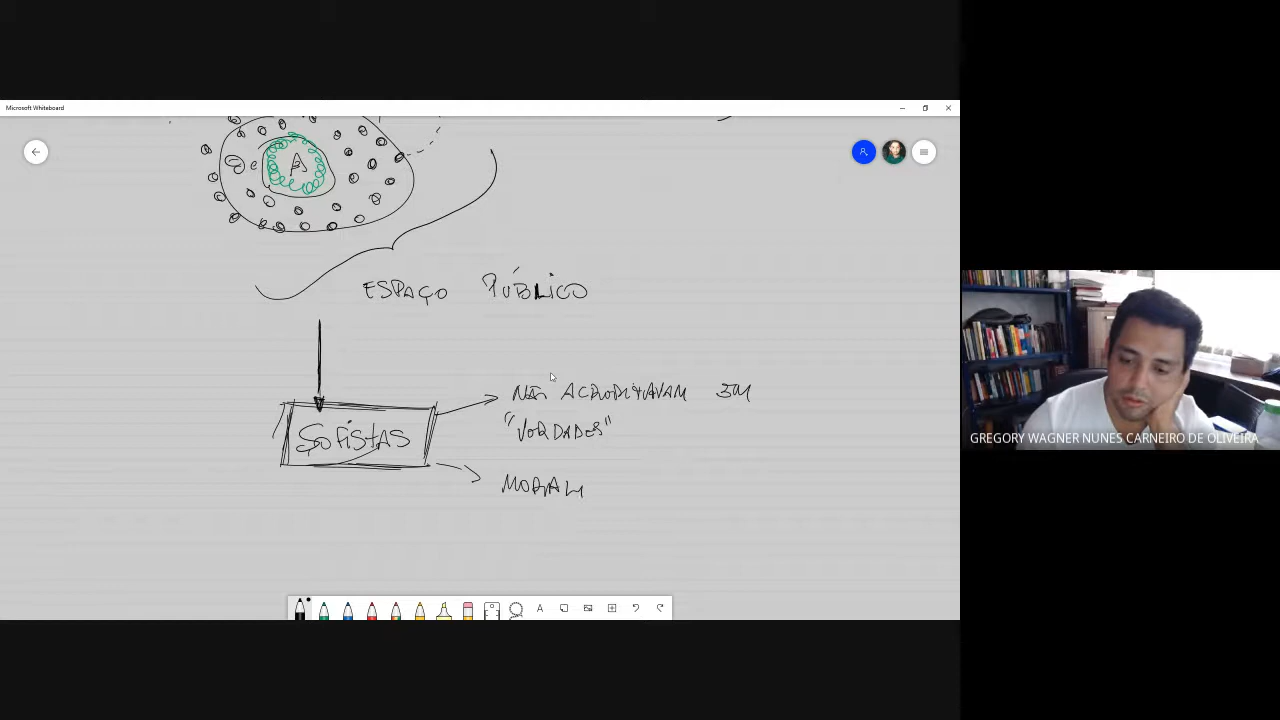 Microsoft Whiteboard
A
ESPAÇO PÚBLICO
NÃO ACREDITAVAM EM
SOFISTAS
"VERDADES"
MORAL
GREGORY WAGNER NUNES CARNEIRO DE OLIVEIRA
A